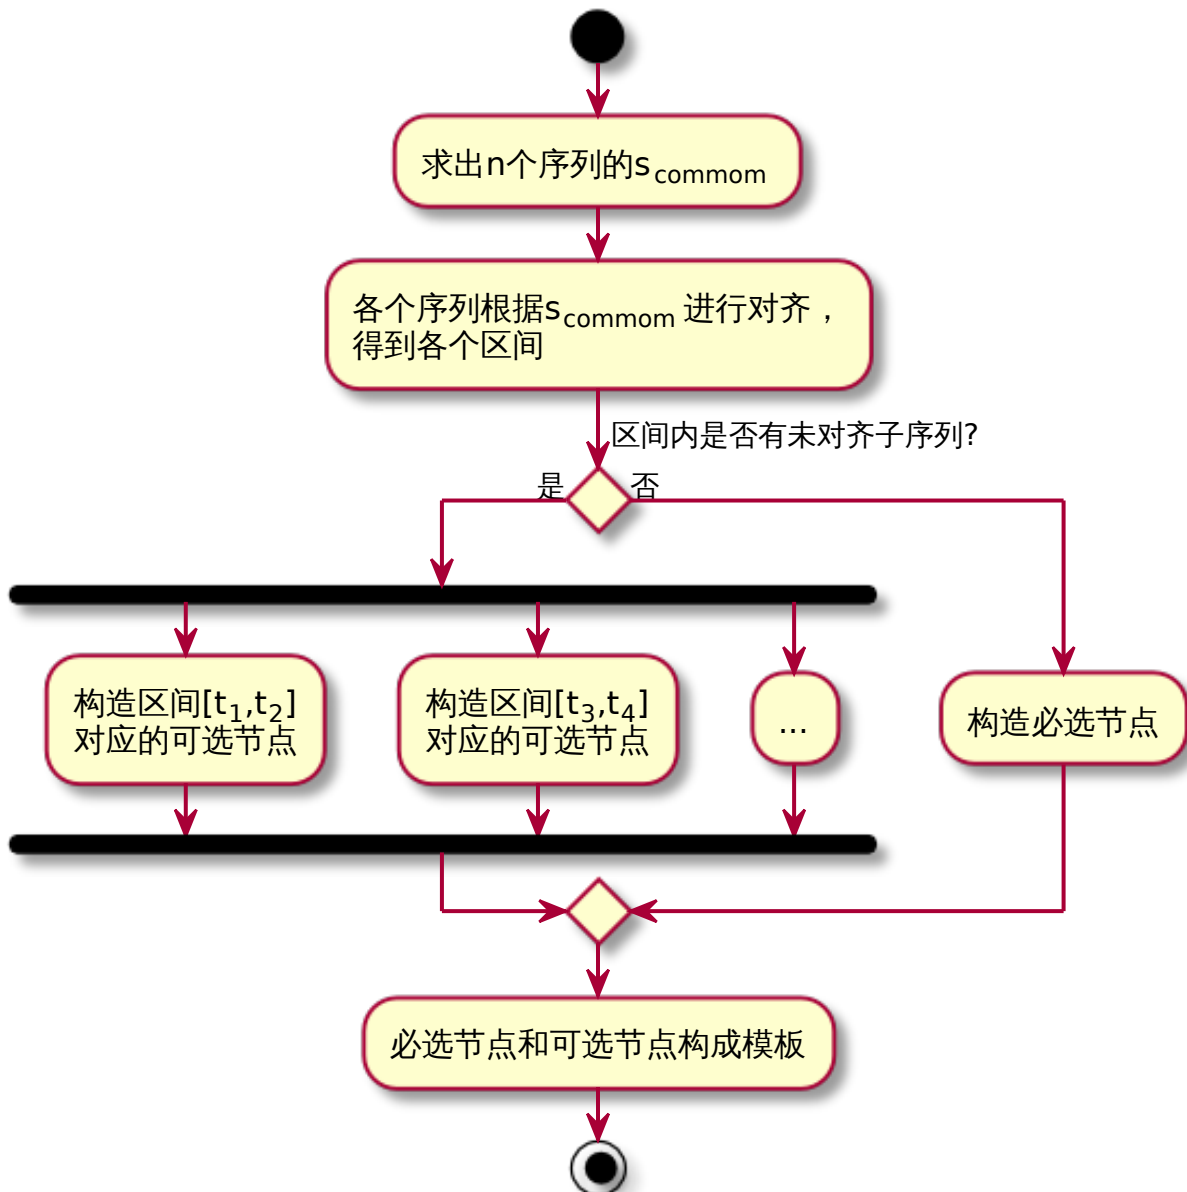 求出n个序列的scommom
各个序列根据scommom 进行对齐，
得到各个区间
区间内是否有未对齐子序列?
是
否
构造区间[t1,t2]
对应的可选节点
构造区间[t3,t4]
对应的可选节点
...
构造必选节点
必选节点和可选节点构成模板